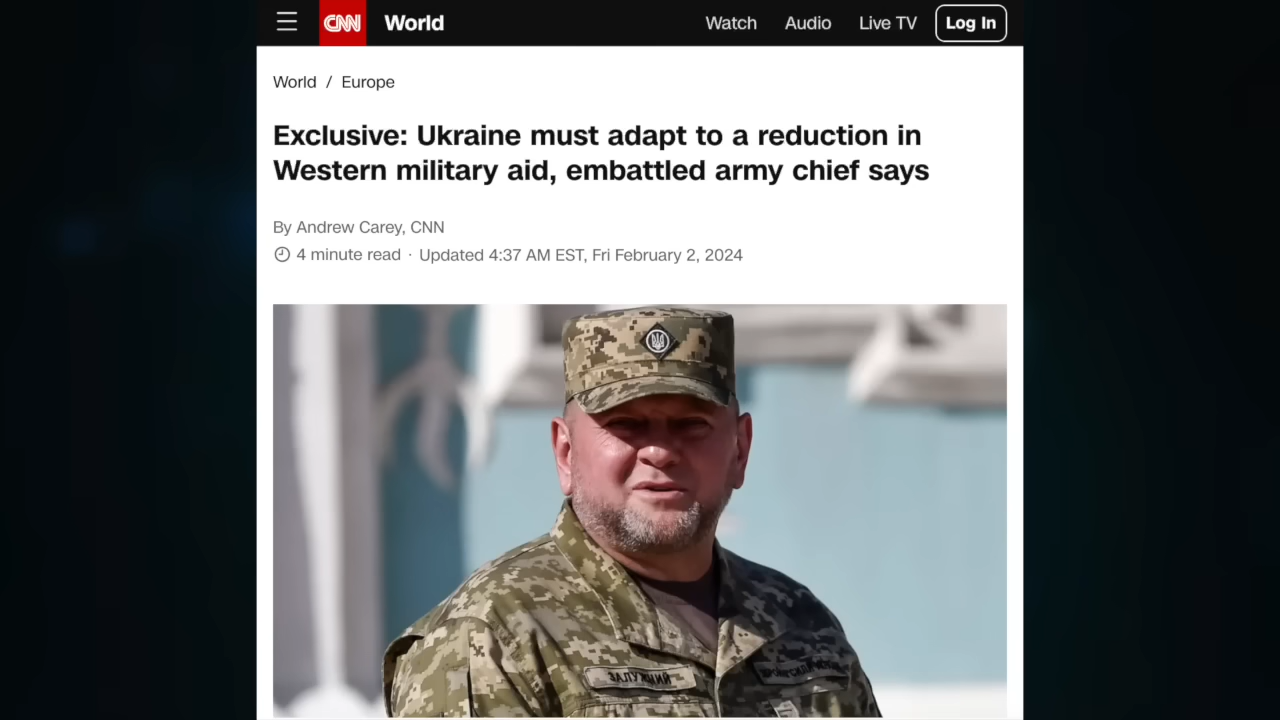 CNN World Watch Audio Live TV Log In
World / Europe
Exclusive: Ukraine must adapt to a reduction in
Western military aid, embattled army chief says
By Andrew Carey, CNN
4 minute read · Updated 4:37 AM EST, Fri February 2, 2024
ЗАЛУЖНИЙ